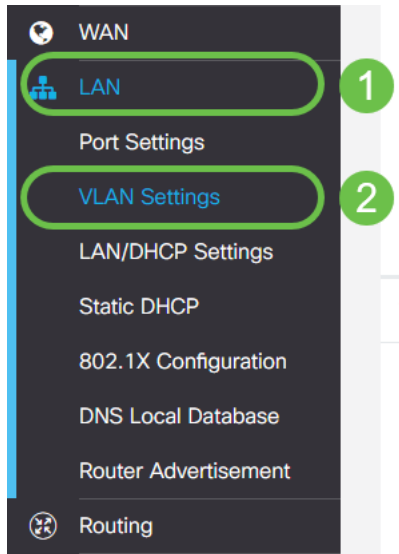 WAN
LAN 1
Port Settings
VLAN Settings 2
LAN/DHCP Settings
Static DHCP
802.1X Configuration
DNS Local Database
Router Advertisement
Routing